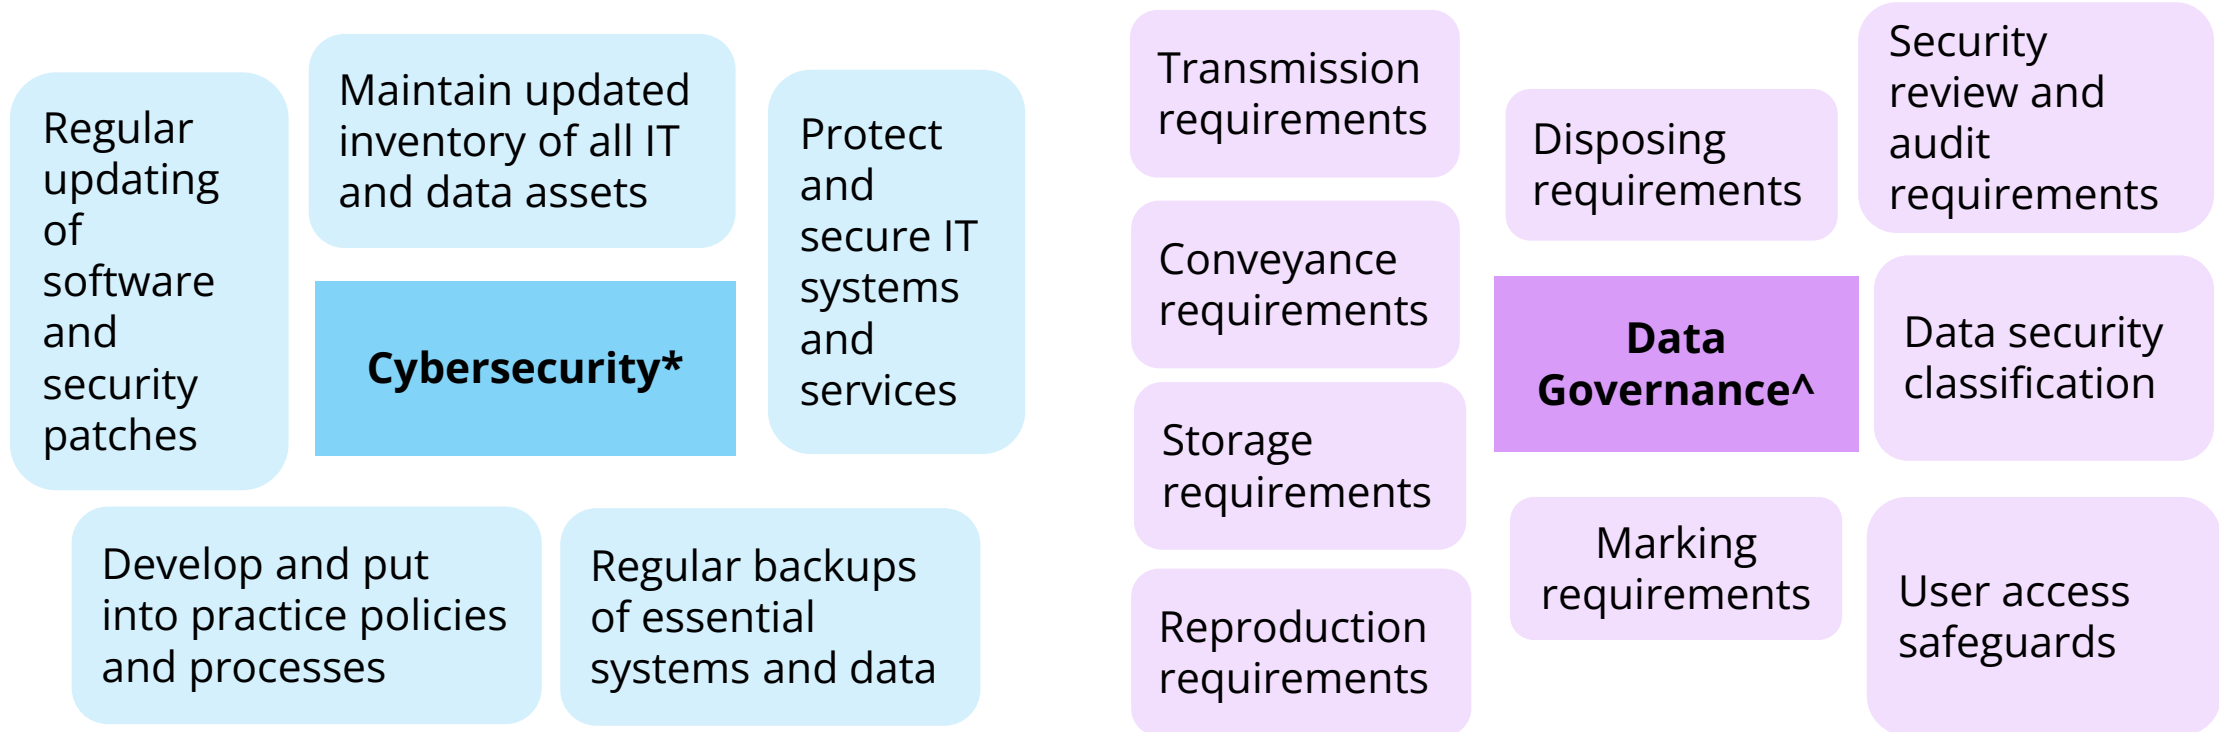 Regular
updating
of
software
and
security
patches
Maintain updated
inventory of all IT
and data assets
Protect
and
secure IT
systems
and
services
Cybersecurity*
Develop and put
into practice policies
and processes
Regular backups
of essential
systems and data
Transmission
requirements
Conveyance
requirements
Storage
requirements
Reproduction
requirements
Disposing
requirements
Data
Governance^
Marking
requirements
Security
review and
audit
requirements
Data security
classification
User access
safeguards